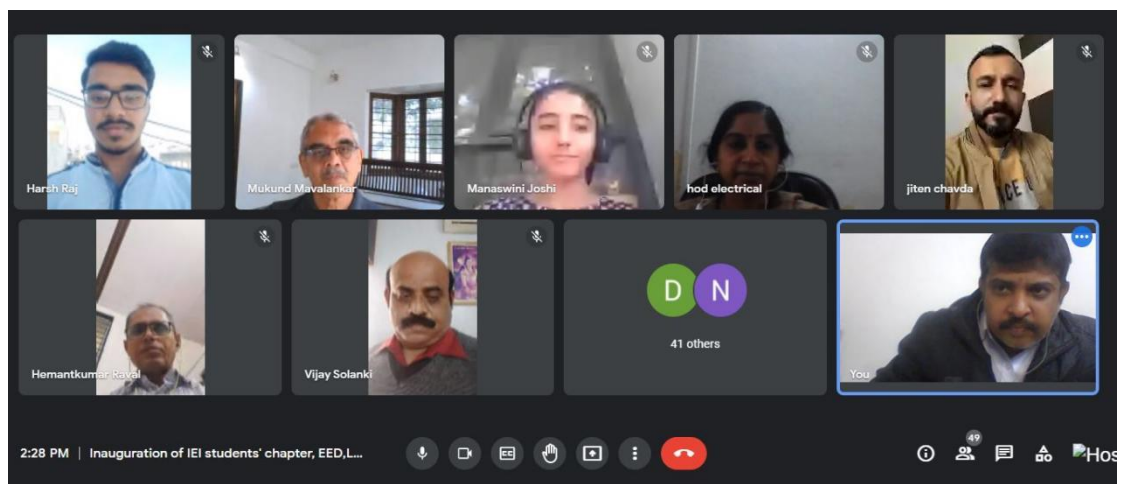 Harsh Raj
Mukund Mavalankar
Manaswini Joshi
hod electrical
jiten chavda
Hemantkumar Raval
Vijay Solanki
D N
41 others
You
2:28 PM | Inauguration of IEI students' chapter, EED,L...
CC
49
Hos